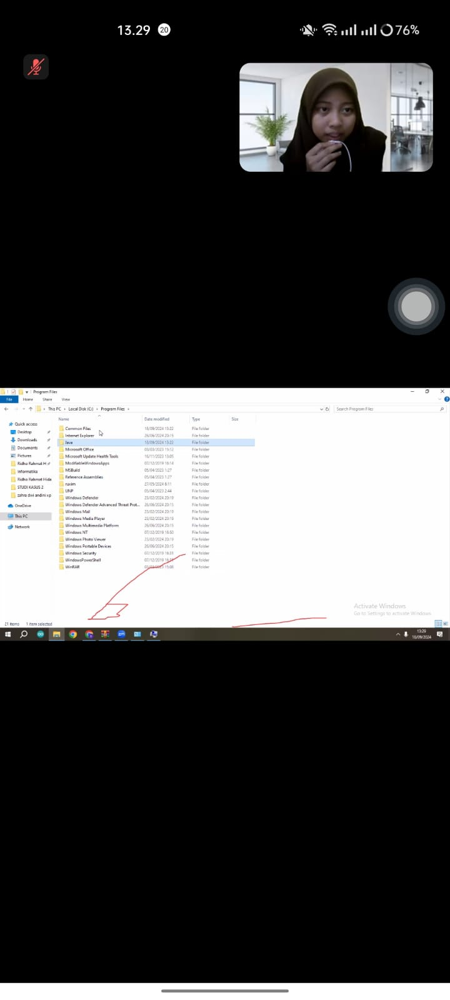 13.29 20 76%
Program Files
File Home Share View
This PC Local Disk (C:) Program Files Search Program Files
Name Date modified Type Size
Quick access
Desktop
Downloads
Documents
Pictures
Ridho Rahmat H
Informatika
Ridho Rahmat Hida
STUDI KASUS 2
zahra dwi andini xp
OneDrive
This PC
Network
Common Files 18/09/2024 13:22 File folder
Internet Explorer 26/06/2024 20:15 File folder
Java 18/09/2024 13:22 File folder
Microsoft Office 03/03/2023 15:12 File folder
Microsoft Update Health Tools 16/11/2023 13:05 File folder
ModifiableWindowsApps 07/12/2019 16:14 File folder
MSBuild 05/04/2023 1:27 File folder
Reference Assemblies 05/04/2023 1:27 File folder
ruxim 27/05/2024 8:11 File folder
UNP 05/04/2023 2:44 File folder
Windows Defender 23/02/2024 20:19 File folder
Windows Defender Advanced Threat Prot... 26/06/2024 20:15 File folder
Windows Mail 23/02/2024 20:19 File folder
Windows Media Player 23/02/2024 20:19 File folder
Windows Multimedia Platform 26/06/2024 20:15 File folder
Windows NT 07/12/2019 16:50 File folder
Windows Photo Viewer 23/02/2024 20:19 File folder
Windows Portable Devices 26/06/2024 20:15 File folder
Windows Security 07/12/2019 16:31 File folder
WindowsPowerShell 07/12/2019 16:31 File folder
WinRAR 15:08 File folder
Activate Windows
Go to Settings to activate Windows.
21 items 1 item selected
zm
13:29
18/09/2024